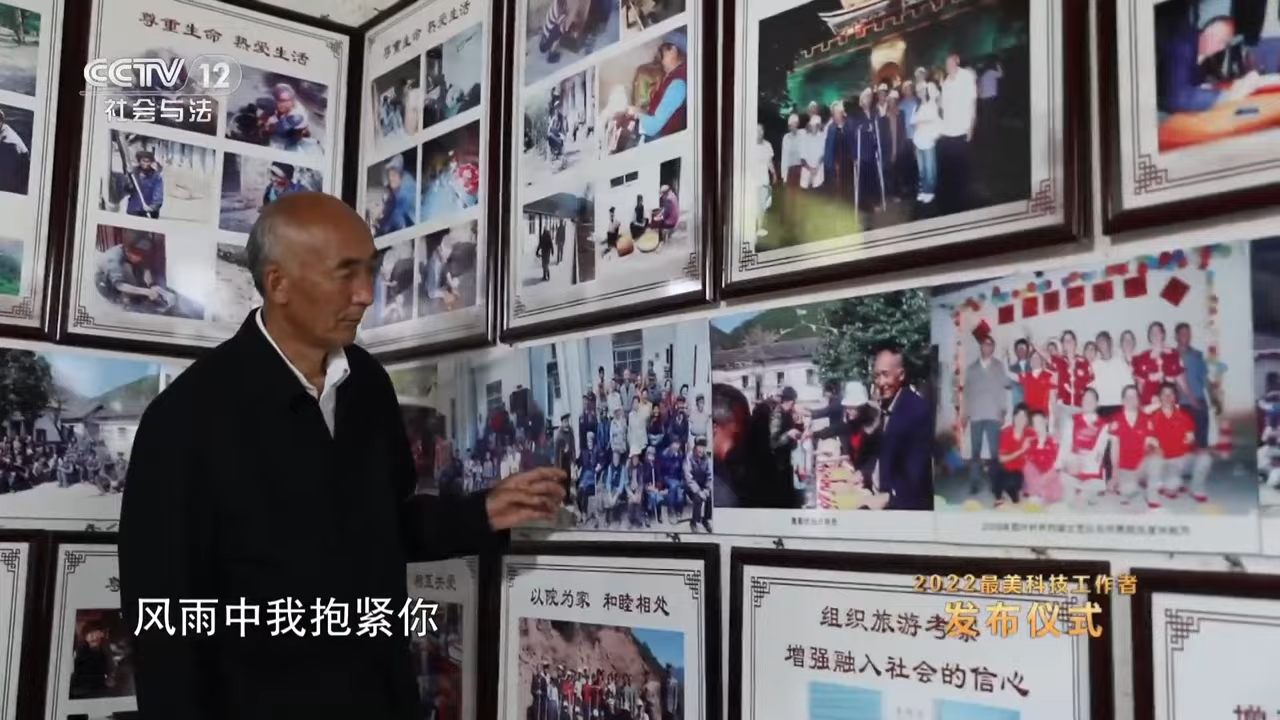 尊重生命 热爱生活
尊重生命 热爱生活
CCTV 12
社会与法
风雨中我抱紧你
以院为家 和睦相处
2022最美科技工作者
发布仪式
组织旅游考
增强融入社会的信心